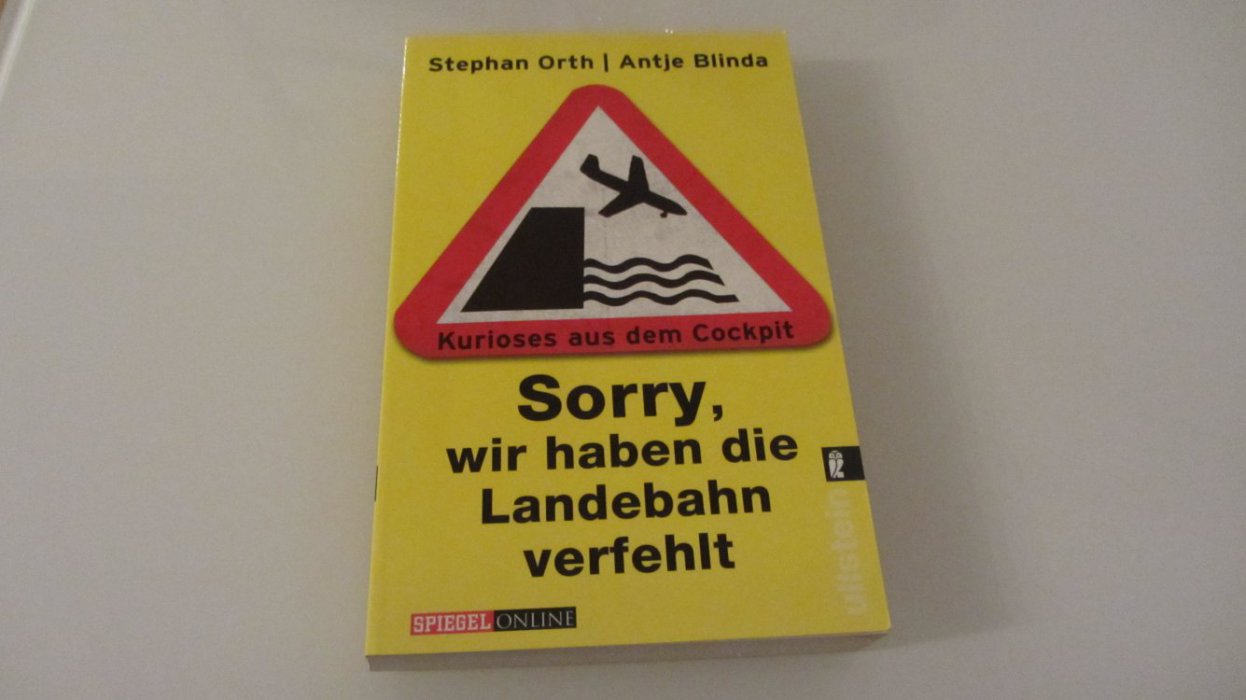 Stephan Orth | Antje Blinda
Kurioses aus dem Cockpit
Sorry,
wir haben die
Landebahn
verfehlt
ullstein
SPIEGEL ONLINE